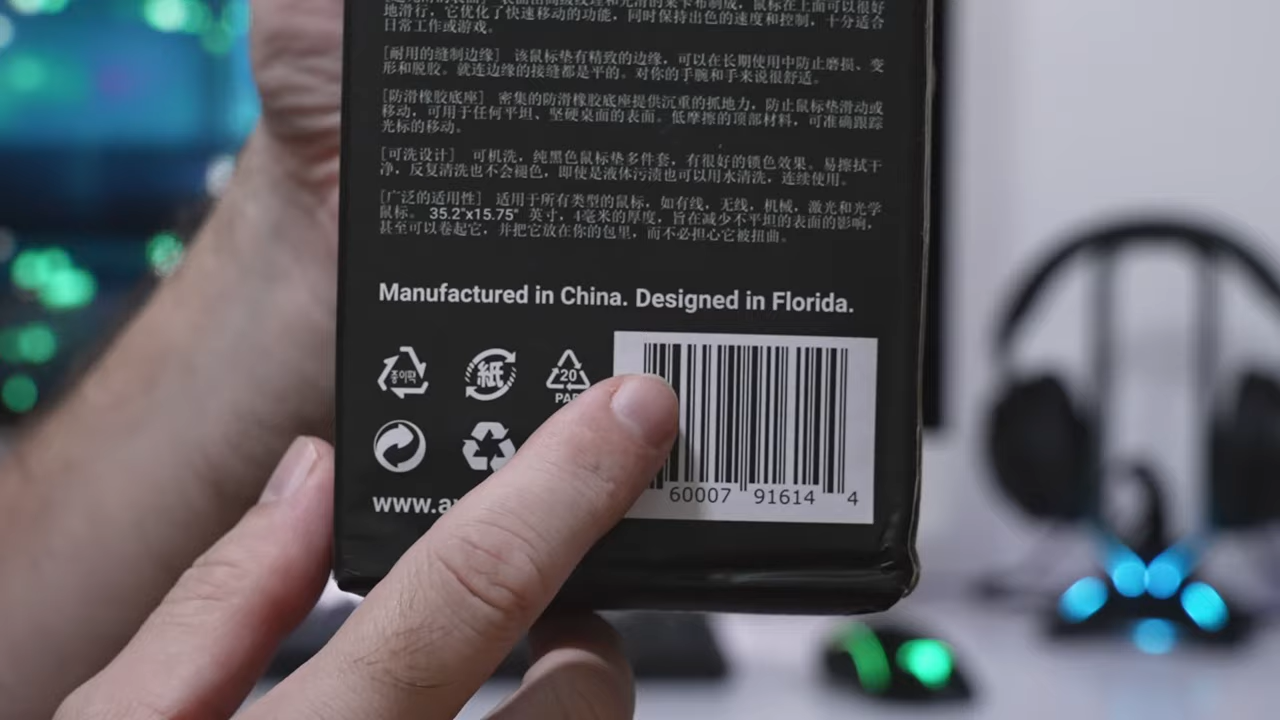 地滑行，它优化了快速移动的功能，同时保持出色的速度和控制，十分适合
日常工作或游戏。
[耐用的缝制边缘] 该鼠标垫有精致的边缘，可以在长期使用中防止磨损、变
形和脱胶。就连边缘的接缝都是平的。对你的手腕和手来说很舒适。
[防滑橡胶底座] 密集的防滑橡胶底座提供沉重的抓地力，防止鼠标垫滑动或
移动，可用于任何平坦、坚硬桌面的表面。低摩擦的顶部材料，可准确跟踪
光标的移动。
[可洗设计] 可机洗，纯黑色鼠标垫多件套，有很好的锁色效果。易擦拭干
净，反复清洗也不会褪色，即使是液体污渍也可以用水清洗，连续使用。
[广泛的适用性] 适用于所有类型的鼠标，如有线，无线，机械，激光和光学
鼠标。 35.2"x15.75" 英寸，4毫米的厚度，旨在减少不平坦的表面的影响，
甚至可以卷起它，并把它放在你的包里，而不必担心它被扭曲。
Manufactured in China. Designed in Florida.
종이팩 紙 20
PAP
www.a
60007 91614 4